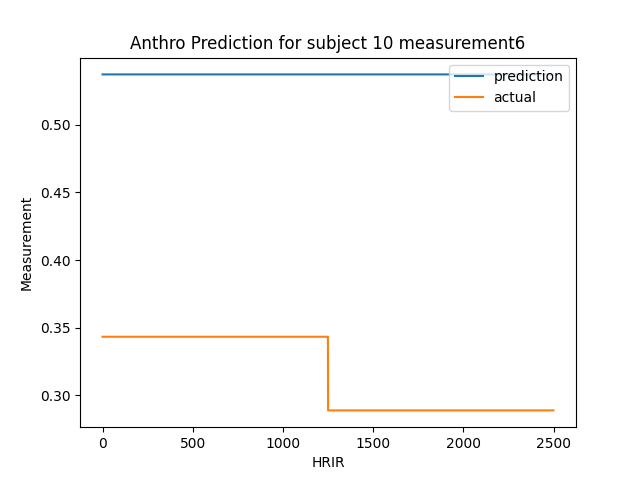 Anthro Prediction for subject 10 measurement6
prediction
actual
0.50
0.45
0.40
0.35
0.30
Measurement
0
500
1000
1500
2000
2500
HRIR